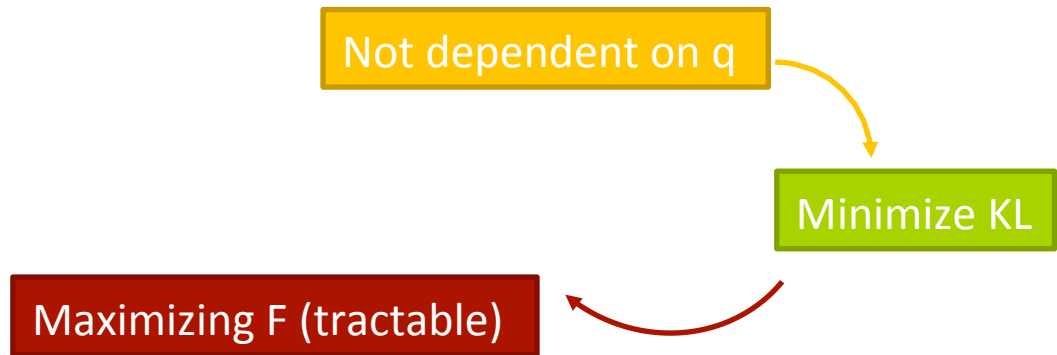 Not dependent on q
Minimize KL
Maximizing F (tractable)